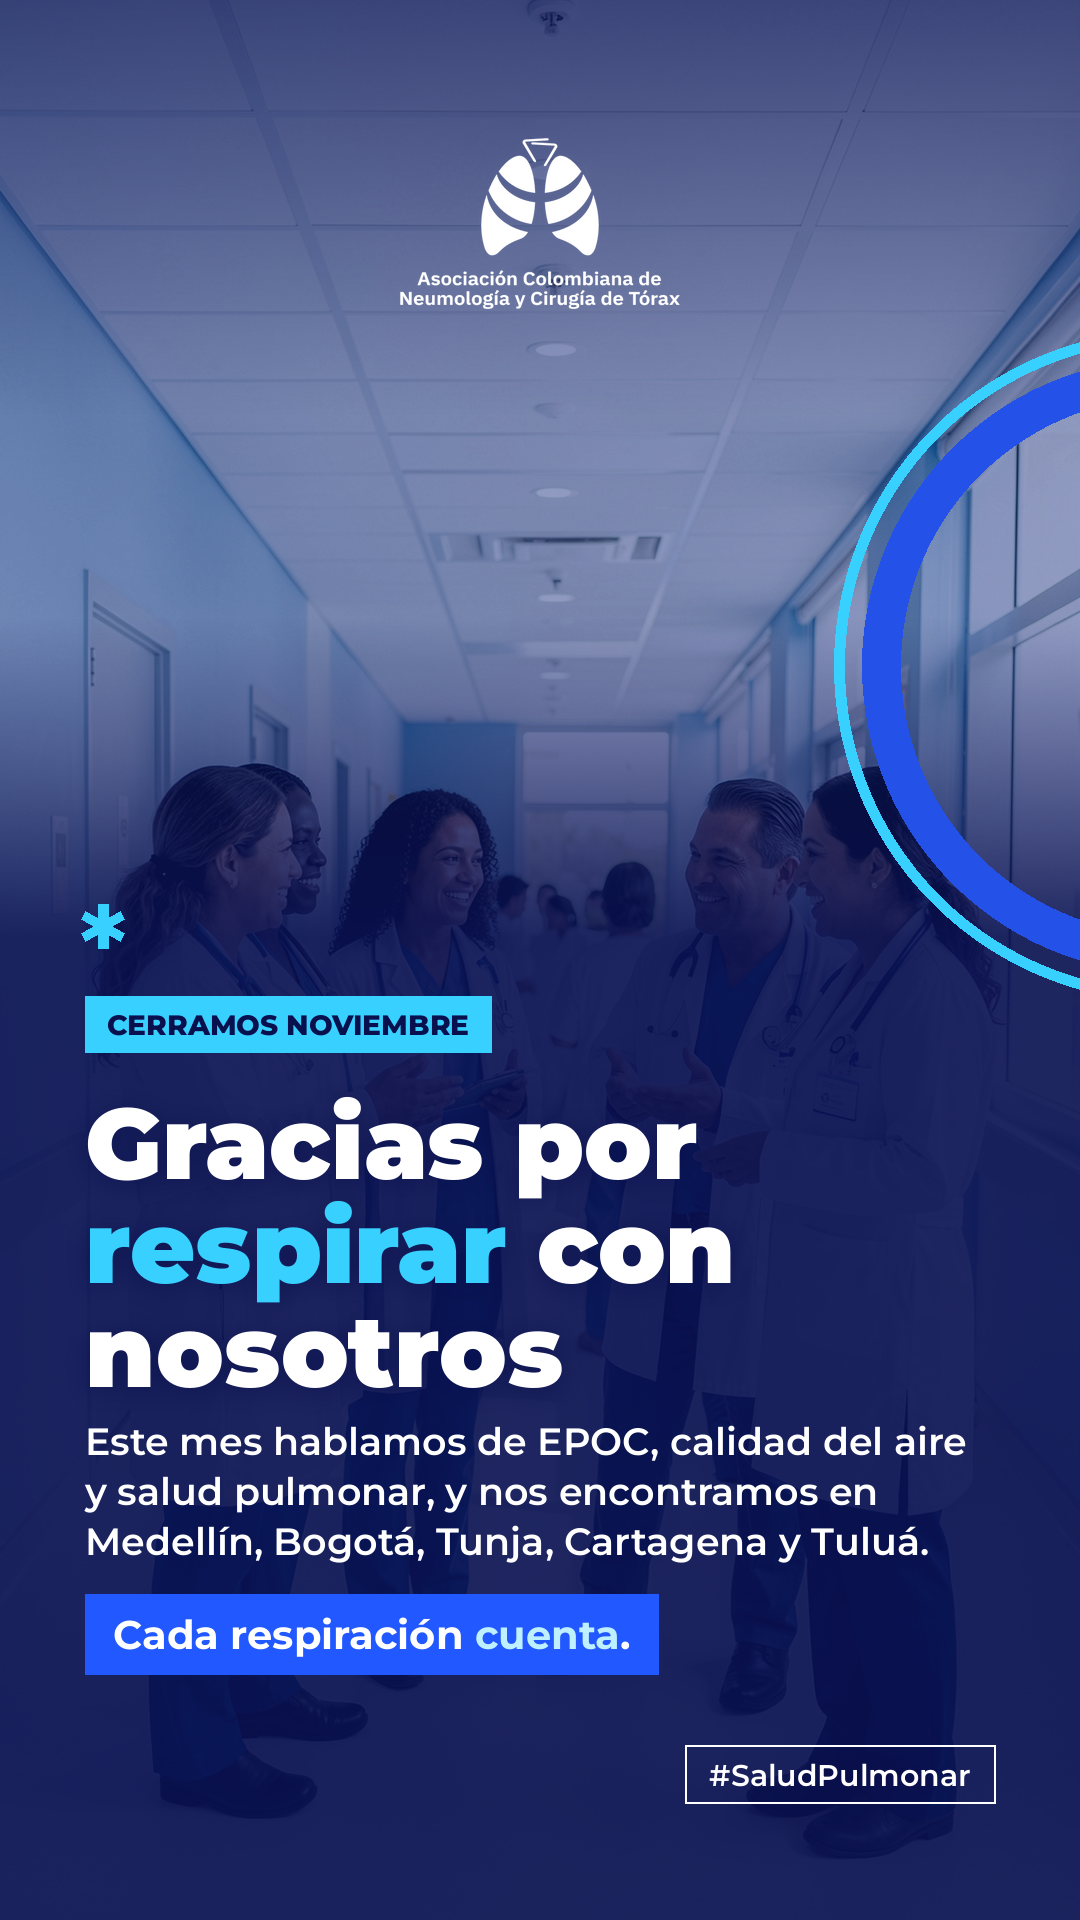 Asociación Colombiana de
Neumología y Cirugía de Tórax
CERRAMOS NOVIEMBRE
Gracias por
respirar con
nosotros
Este mes hablamos de EPOC, calidad del aire
y salud pulmonar, y nos encontramos en
Medellín, Bogotá, Tunja, Cartagena y Tuluá.
Cada respiración cuenta.
#SaludPulmonar